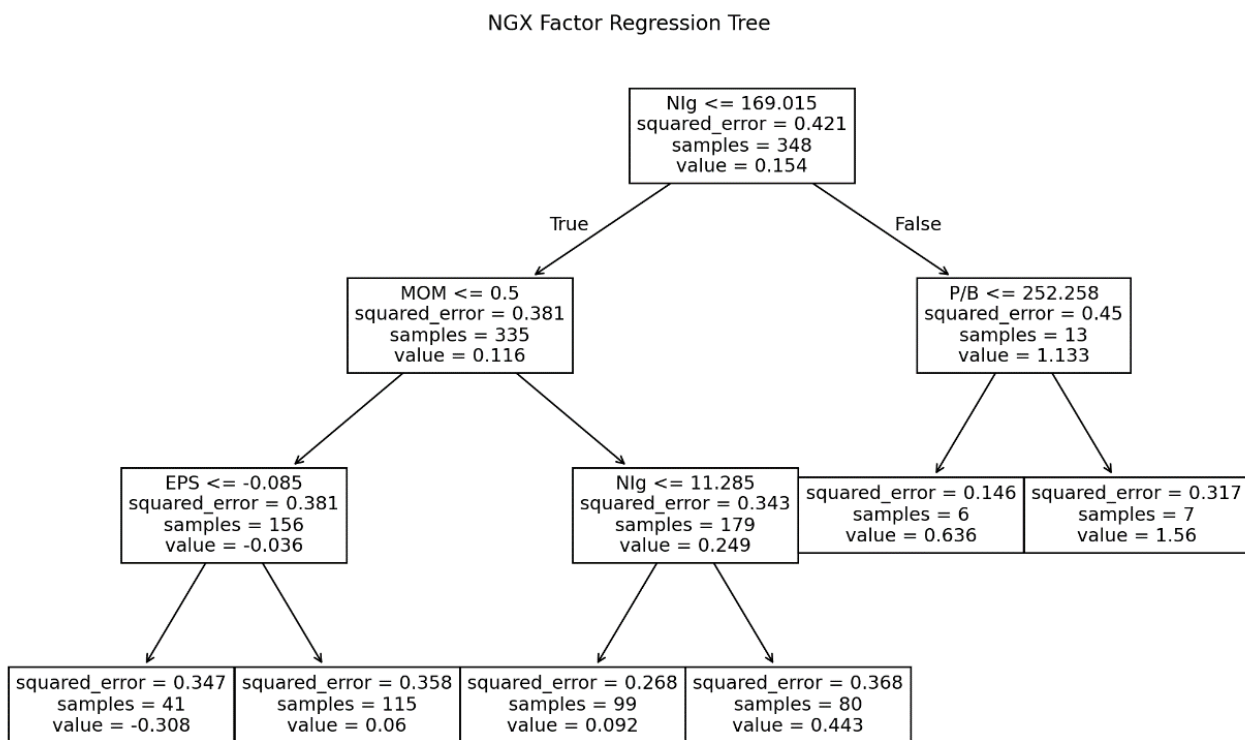 NGX Factor Regression Tree
NIg <= 169.015
squared_error = 0.421
samples = 348
value = 0.154
True
False
MOM <= 0.5
squared_error = 0.381
samples = 335
value = 0.116
P/B <= 252.258
squared_error = 0.45
samples = 13
value = 1.133
EPS <= -0.085
squared_error = 0.381
samples = 156
value = -0.036
NIg <= 11.285
squared_error = 0.343
samples = 179
value = 0.249
squared_error = 0.146
samples = 6
value = 0.636
squared_error = 0.317
samples = 7
value = 1.56
squared_error = 0.347
samples = 41
value = -0.308
squared_error = 0.358
samples = 115
value = 0.06
squared_error = 0.268
samples = 99
value = 0.092
squared_error = 0.368
samples = 80
value = 0.443